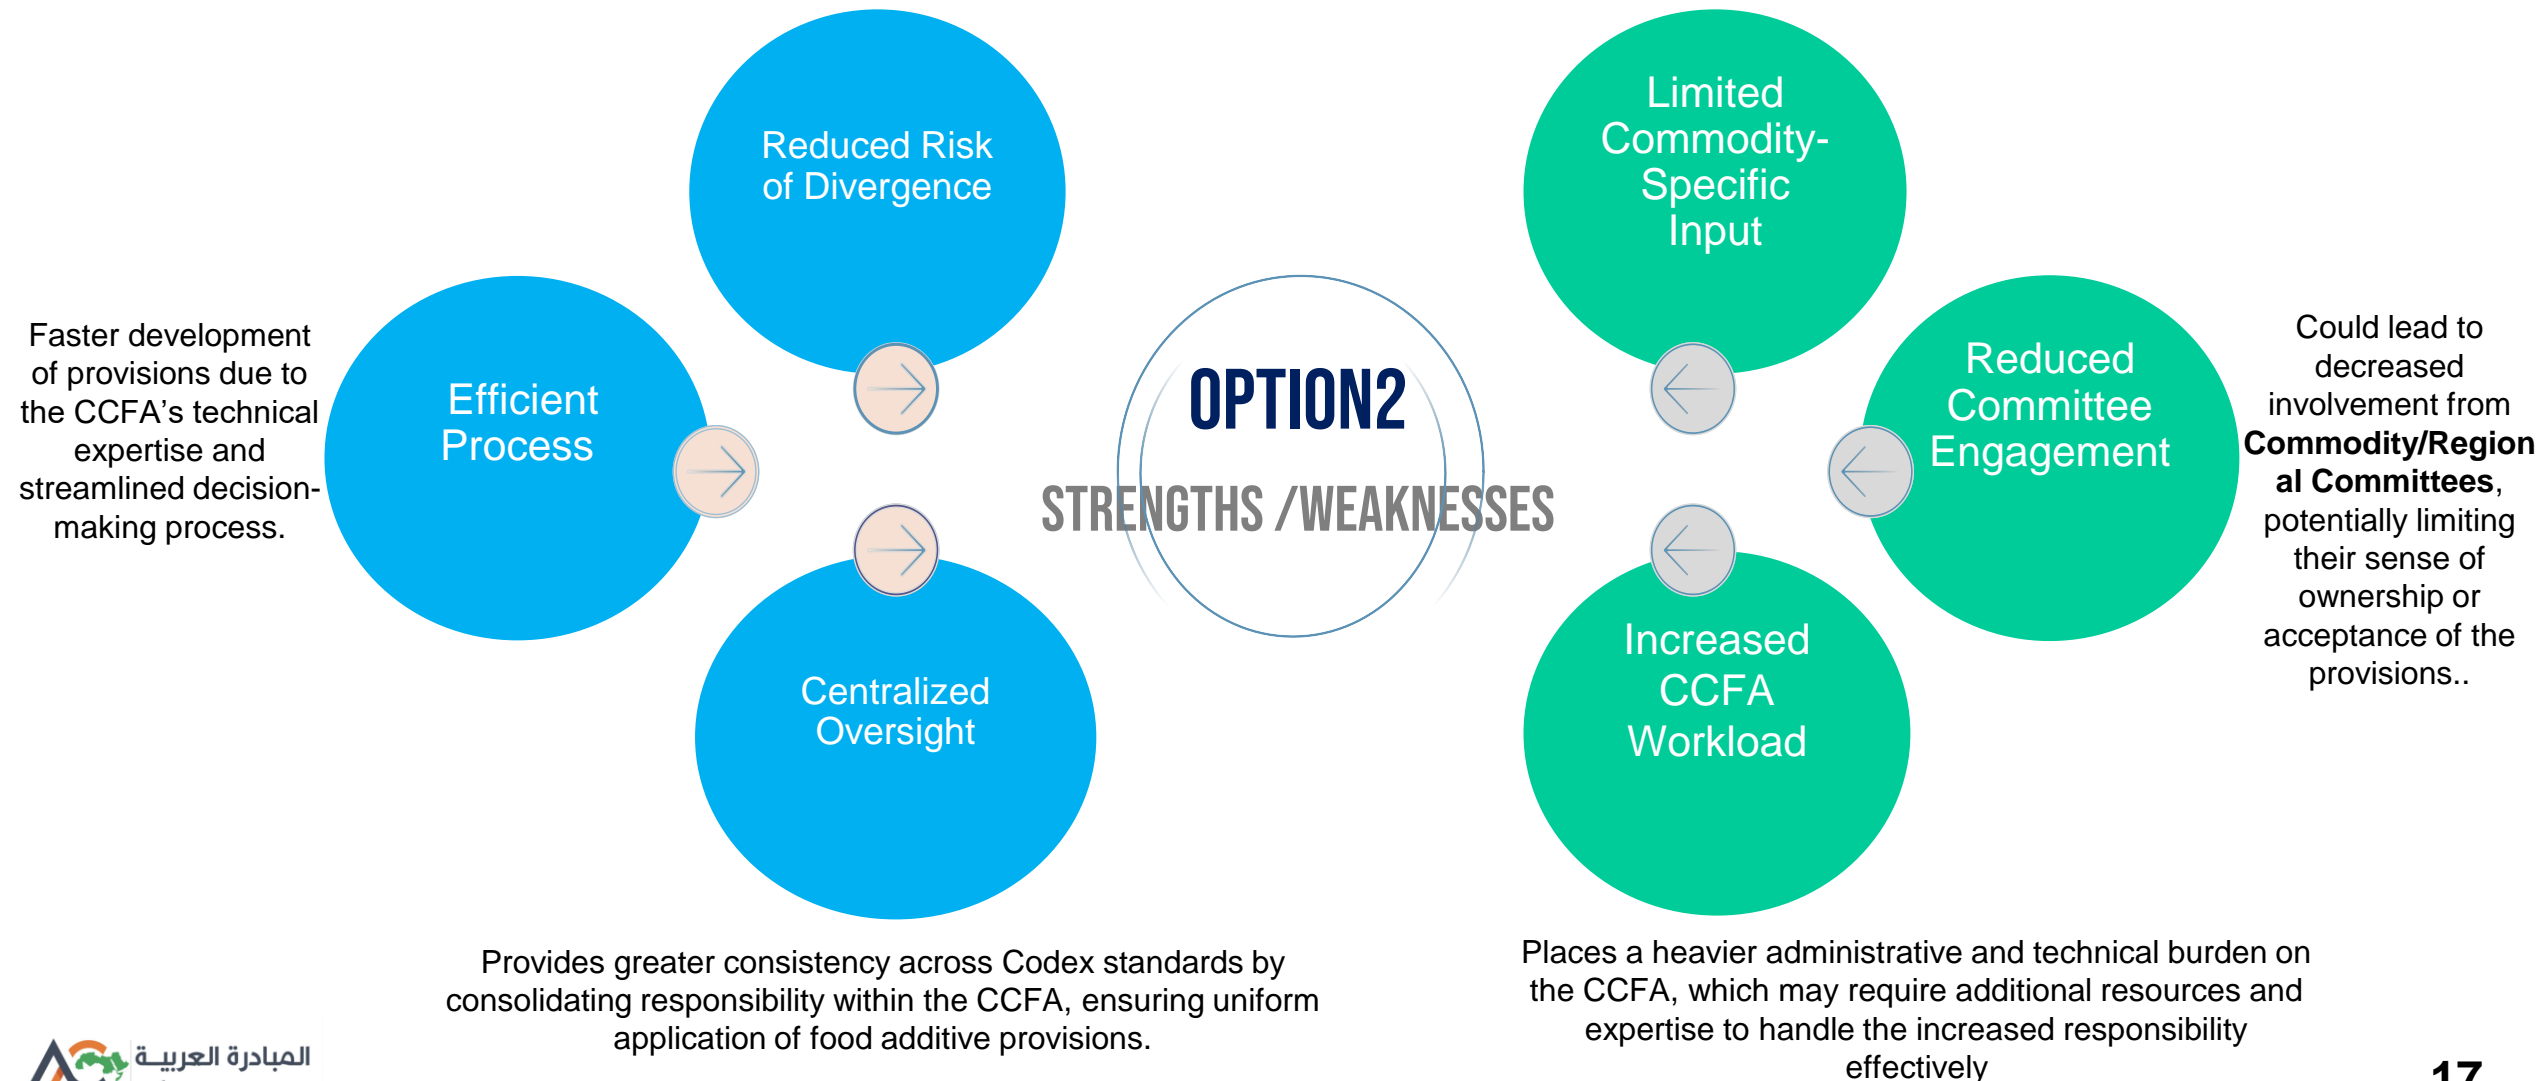 Reduced Risk
of Divergence
Limited
Commodity-
Specific
Input
Faster development
of provisions due to
the CCFA’s technical
expertise and
streamlined decision-
making process.
Efficient
Process
OPTION2
STRENGTHS /WEAKNESSES
Reduced
Committee
Engagement
Could lead to
decreased
involvement from
Commodity/Region
al Committees,
potentially limiting
their sense of
ownership or
acceptance of the
provisions..
Centralized
Oversight
Increased
CCFA
Workload
Provides greater consistency across Codex standards by
consolidating responsibility within the CCFA, ensuring uniform
application of food additive provisions.
Places a heavier administrative and technical burden on
the CCFA, which may require additional resources and
expertise to handle the increased responsibility
effectively
المبادرة العربيـــة
17